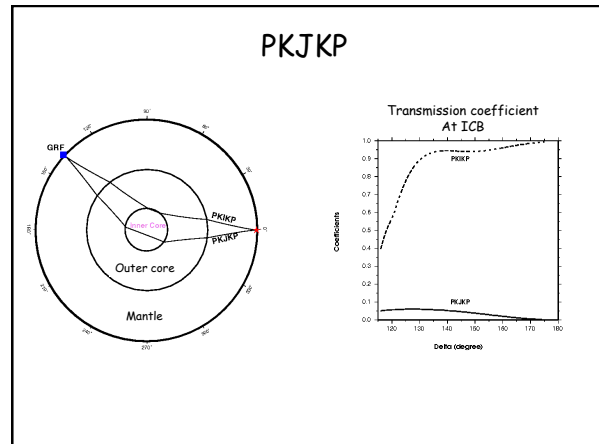 PKJKP
GRF
PKIKP
PKJKP
Inner Core
Outer core
Mantle
0°
270°
Transmission coefficient
At ICB
Coefficients
1.0
0.9
0.8
0.7
0.6
0.5
0.4
0.3
0.2
0.1
0.0
PKIKP
PKJKP
120 130 140 150 160 170 180
Delta (degree)